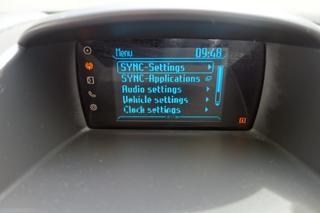 Menu 09:48
SYNC-Settings
SYNC-Applications
Audio settings
Vehicle settings
Clock settings